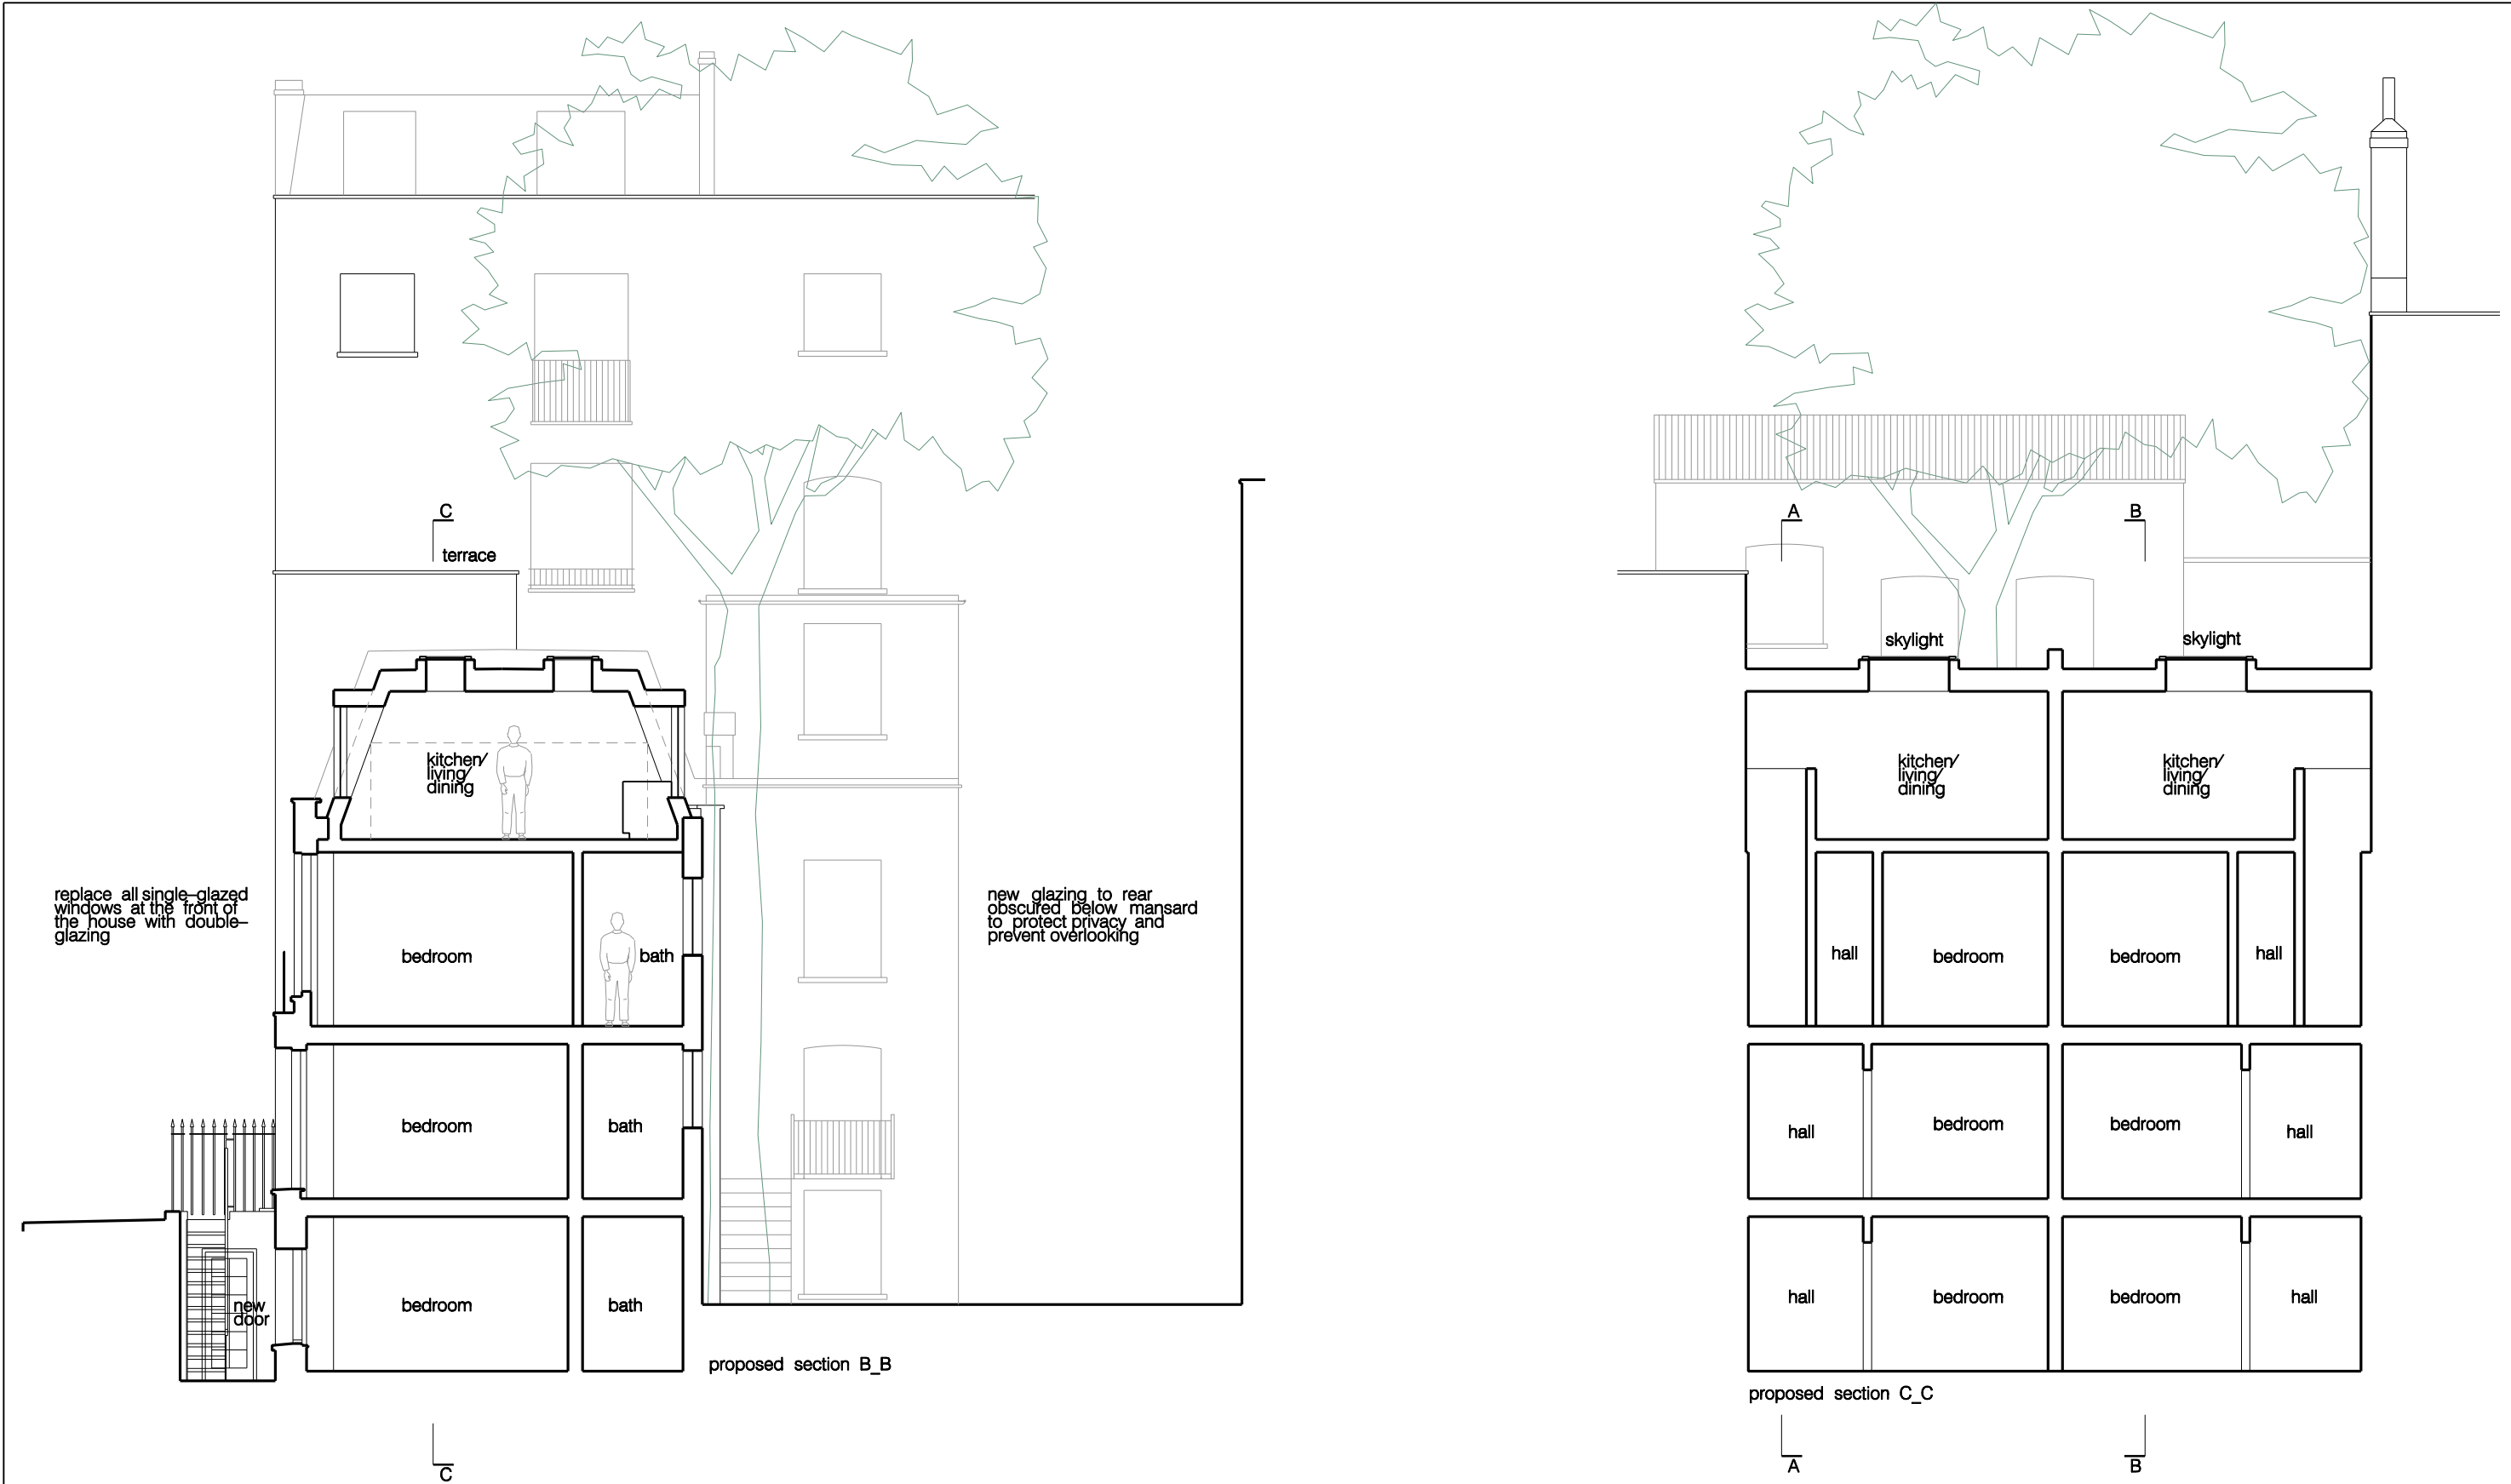 C
terrace
kitchen/
living/
dining
replace all single–glazed
windows at the front of
the house with double–
glazing
new glazing to rear
obscured below mansard
to protect privacy and
prevent overlooking
bedroom
bath
bedroom
bath
bedroom
bath
new
door
proposed section B_B
C
A
B
skylight
skylight
kitchen/
living/
dining
kitchen/
living/
dining
hall
bedroom
bedroom
hall
hall
bedroom
bedroom
hall
hall
bedroom
bedroom
hall
proposed section C_C
A
B